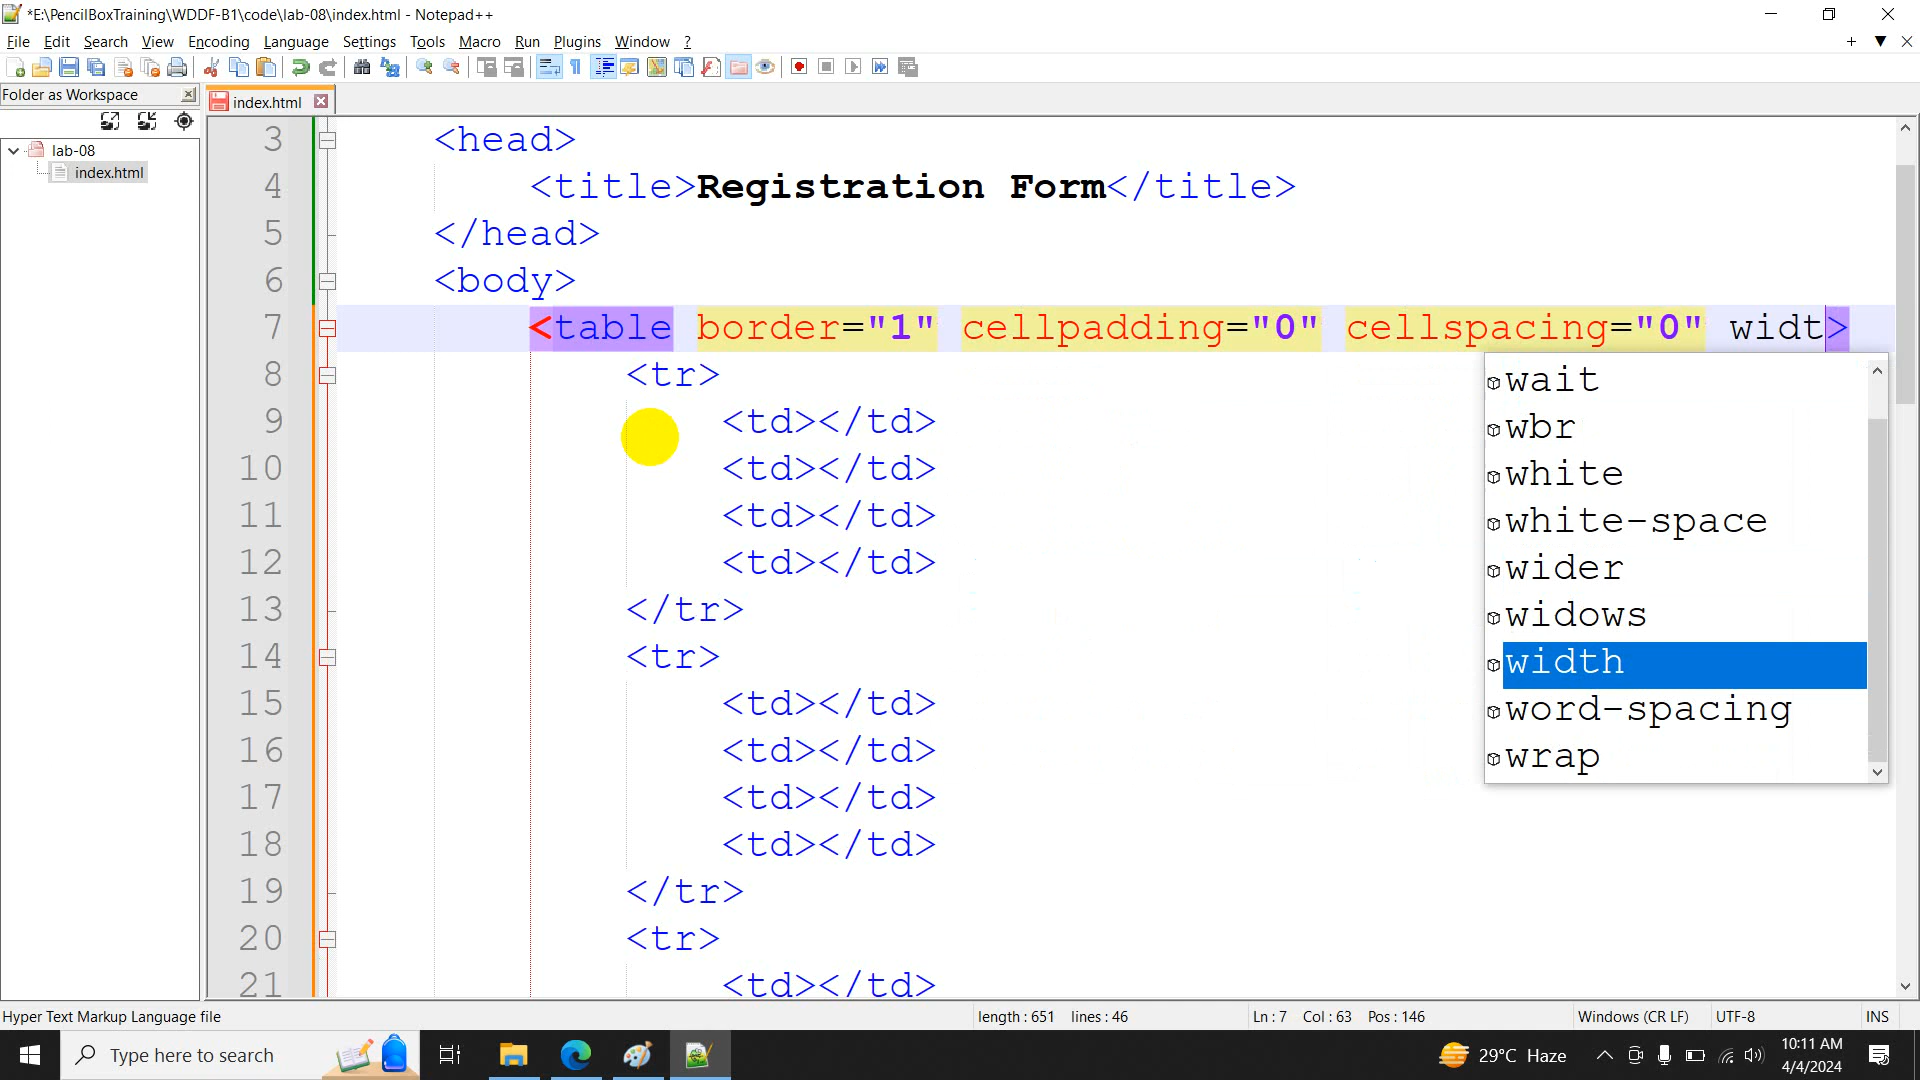 *E:\PencilBoxTraining\WDDF-B1\code\lab-08\index.html - Notepad++
File Edit Search View Encoding Language Settings Tools Macro Run Plugins Window ?
Folder as Workspace
lab-08
index.html
index.html
3 <head>
4 <title>Registration Form</title>
5 </head>
6 <body>
7 <table border="1" cellpadding="0" cellspacing="0" widt>
8 <tr>
9 <td></td>
10 <td></td>
11 <td></td>
12 <td></td>
13 </tr>
14 <tr>
15 <td></td>
16 <td></td>
17 <td></td>
18 <td></td>
19 </tr>
20 <tr>
21 <td></td>
wait
wbr
white
white-space
wider
widows
width
word-spacing
wrap
Hyper Text Markup Language file length : 651 lines : 46 Ln : 7 Col : 63 Pos : 146 Windows (CR LF) UTF-8 INS
Type here to search
29°C Haze
10:11 AM
4/4/2024